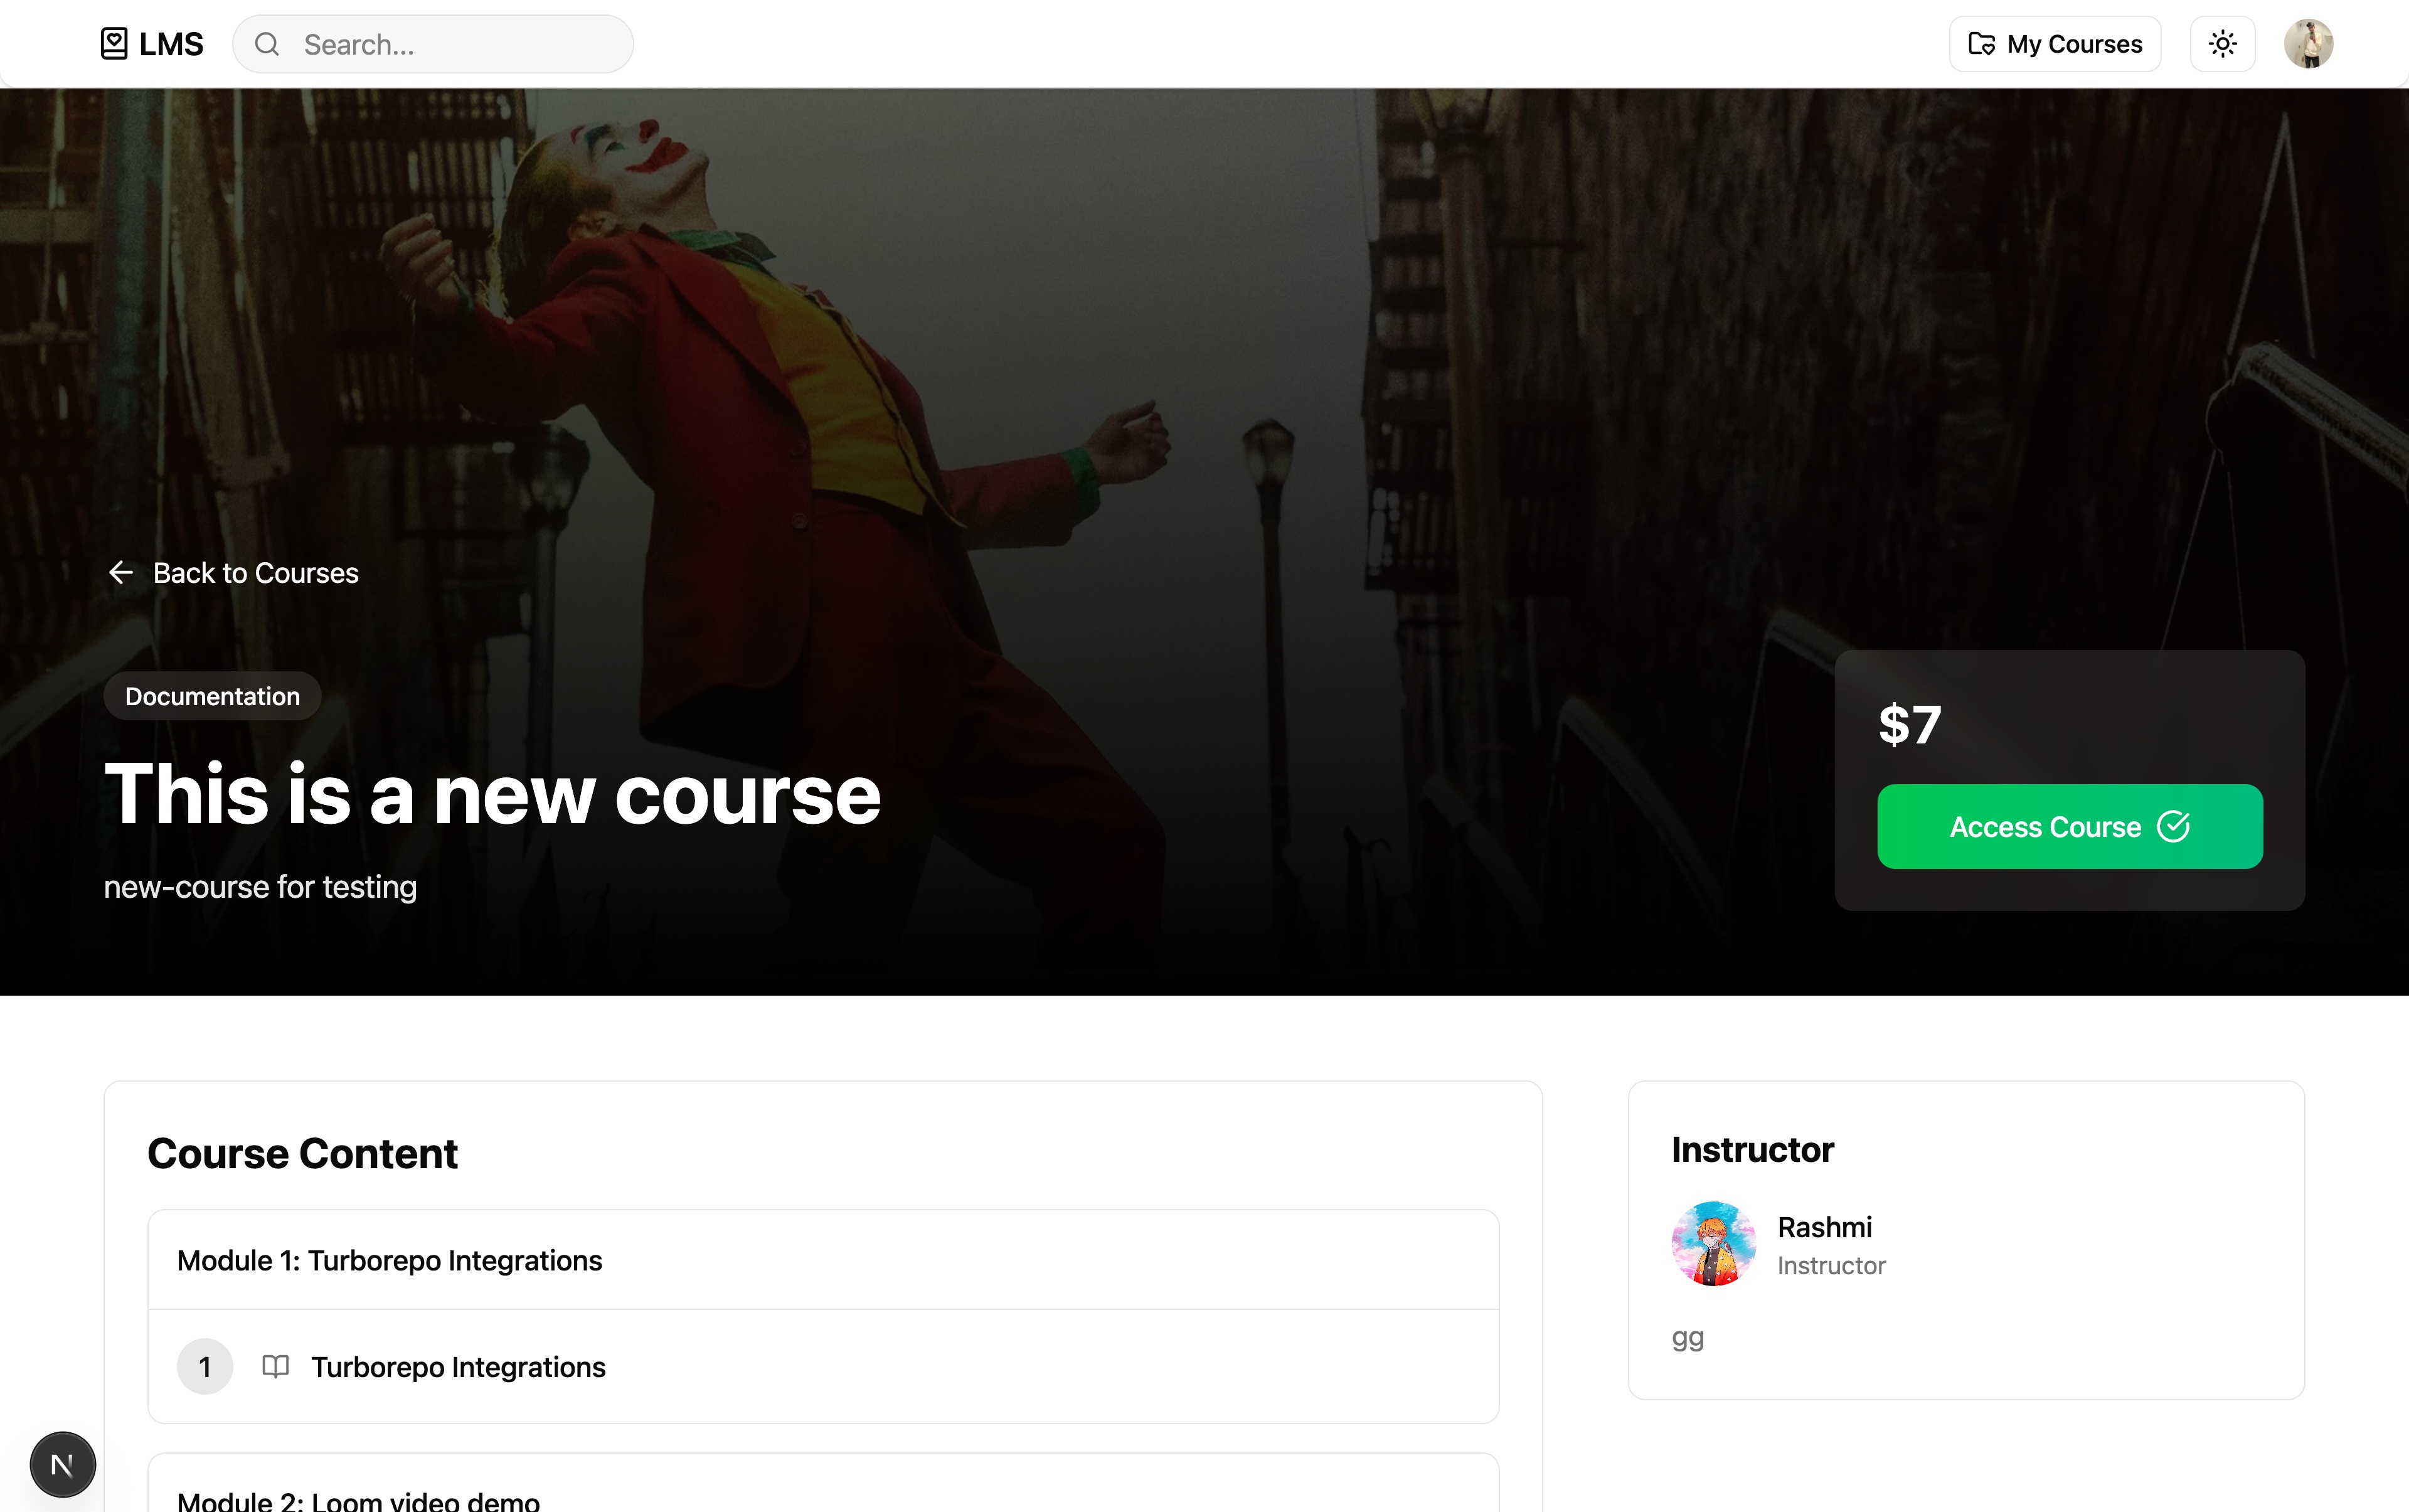 LMS
Search...
My Courses
Back to Courses
Documentation
This is a new course
new-course for testing
$7
Access Course
Course Content
Module 1: Turborepo Integrations
1
Turborepo Integrations
Module 2: Loom video demo
Instructor
Rashmi
Instructor
gg
N